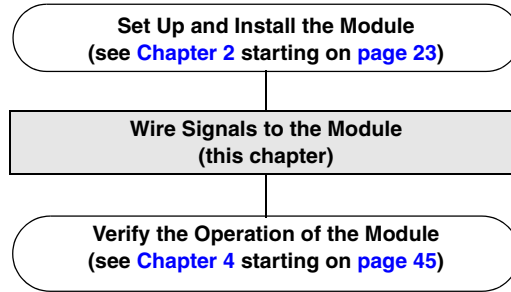 Set Up and Install the Module
(see Chapter 2 starting on page 23)
Wire Signals to the Module
(this chapter)
Verify the Operation of the Module
(see Chapter 4 starting on page 45)